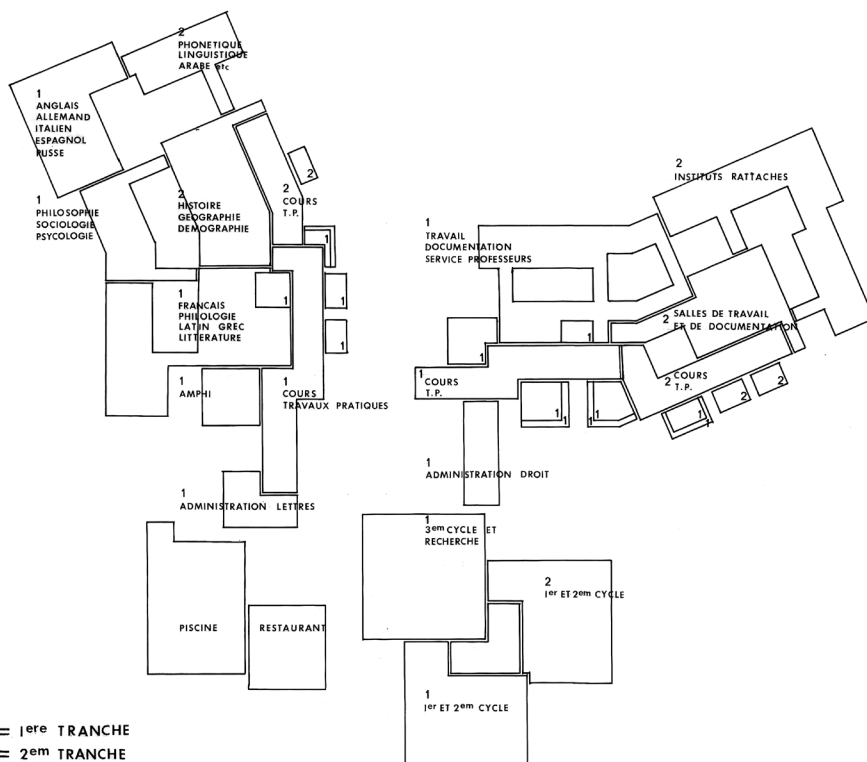 2
PHONETIQUE
LINGUISTIQUE
ARABE etc
1
ANGLAIS
ALLEMAND
ITALIEN
ESPAGNOL
RUSSE
2
1
PHILOSOPHIE
SOCIOLOGIE
PSYCOLOGIE
2
HISTOIRE
GEOGRAPHIE
DEMOGRAPHIE
2
COURS
T.P.
1
1
FRANCAIS
PHILOLOGIE
LATIN GREC
LITTERATURE
1
1
1
1
AMPHI
1
COURS
TRAVAUX PRATIQUES
1
ADMINISTRATION LETTRES
PISCINE
RESTAURANT
2
INSTITUTS RATTACHES
1
TRAVAIL
DOCUMENTATION
SERVICE PROFESSEURS
2 SALLES DE TRAVAIL
ET DE DOCUMENTATION
1
1
1
COURS
T.P.
2 COURS
T.P.
2
2
1
1
1
1
1
ADMINISTRATION DROIT
1
3em CYCLE ET
RECHERCHE
2
1er ET 2em CYCLE
1
1er ET 2em CYCLE
= 1ere TRANCHE
= 2em TRANCHE